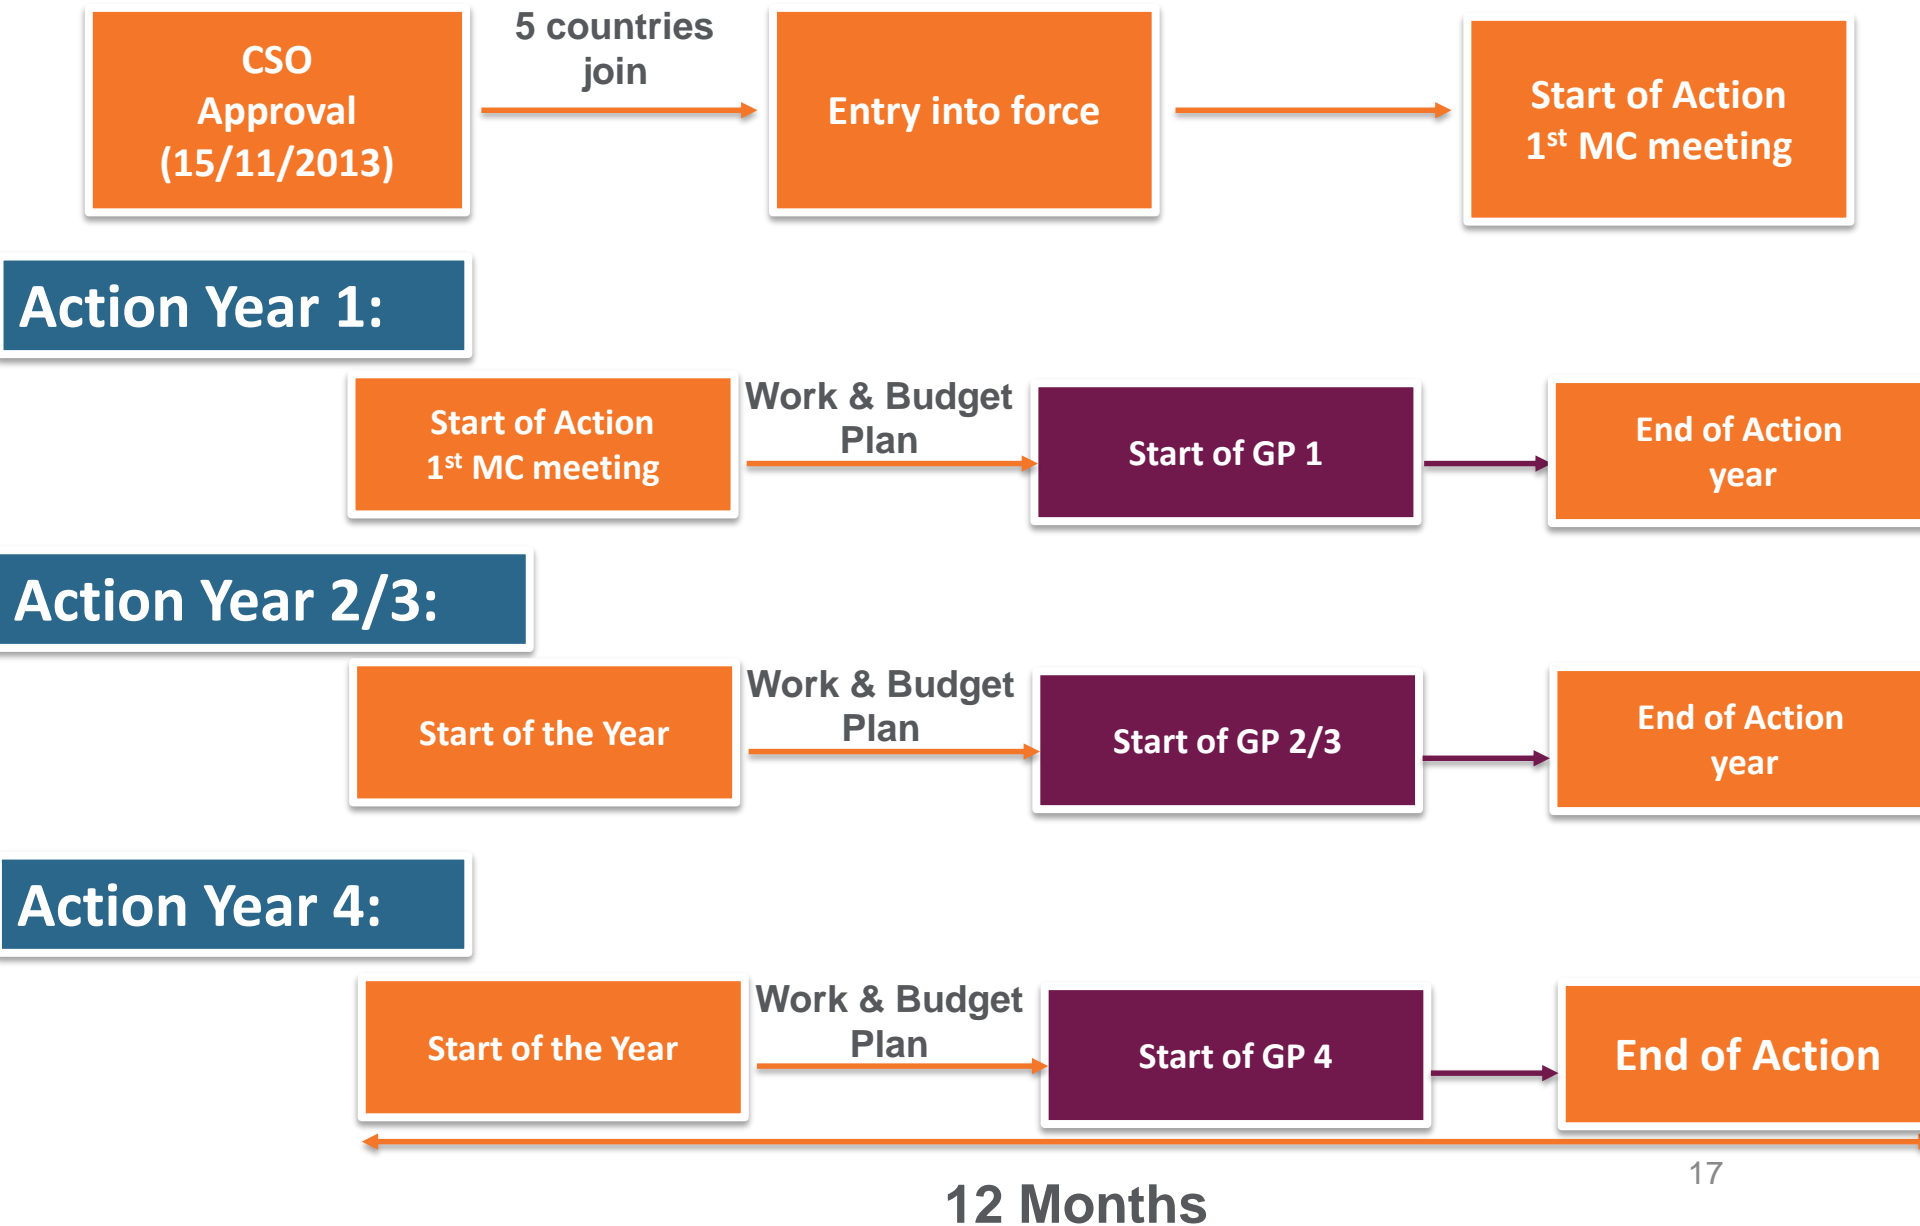 CSO
Approval
(15/11/2013)
5 countries
join
Entry into force
Start of Action
1st MC meeting
Action Year 1:
Start of Action
1st MC meeting
Work & Budget
Plan
Start of GP 1
End of Action
year
Action Year 2/3:
Start of the Year
Work & Budget
Plan
Start of GP 2/3
End of Action
year
Action Year 4:
Start of the Year
Work & Budget
Plan
Start of GP 4
End of Action
12 Months
17